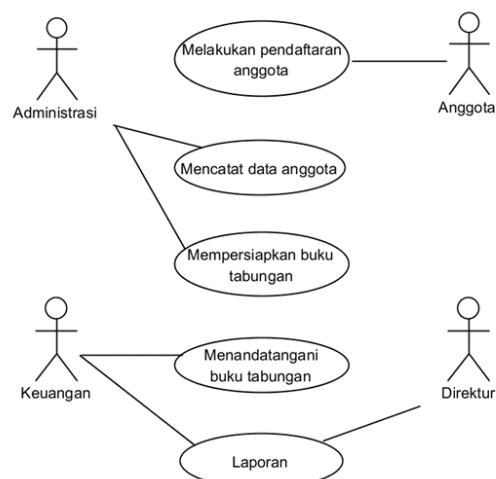 Melakukan pendaftaran
anggota
Administrasi
Anggota
Mencatat data anggota
Mempersiapkan buku
tabungan
Menandatangani
buku tabungan
Keuangan
Direktur
Laporan